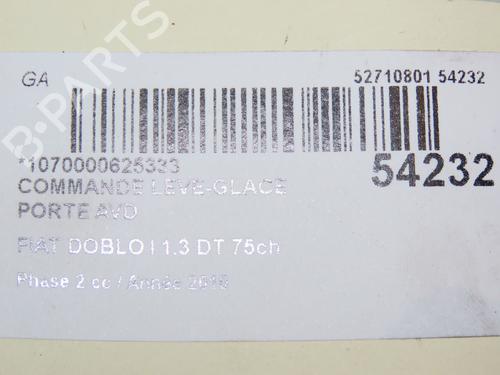 GA
52710801 54232
*1070000625333
54232
COMMANDE LEVE-GLACE
PORTE AVD
FIAT DOBLO I 1.3 DT 75ch
Phase 2 cc / Année 2010
B-PARTS